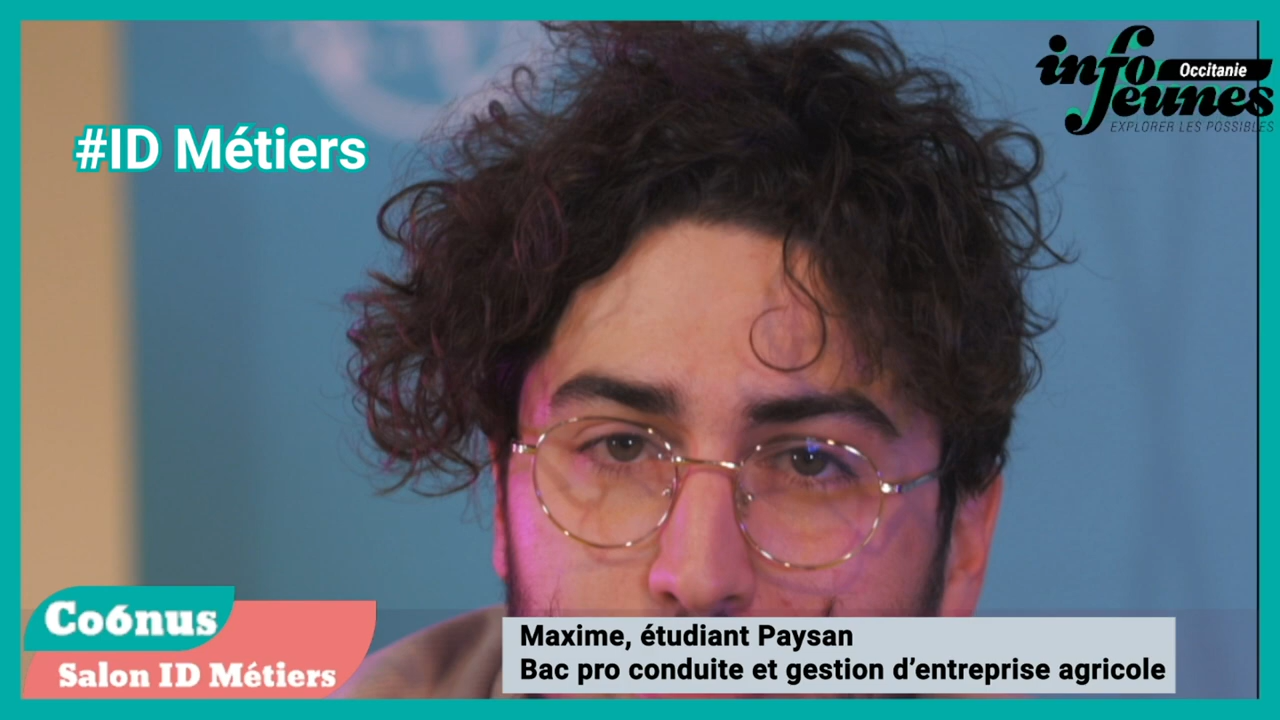 info
Occitanie
Jeunes
EXPLORER LES POSSIBLES
#ID Métiers
Co6nus
Salon ID Métiers
Maxime, étudiant Paysan
Bac pro conduite et gestion d’entreprise agricole